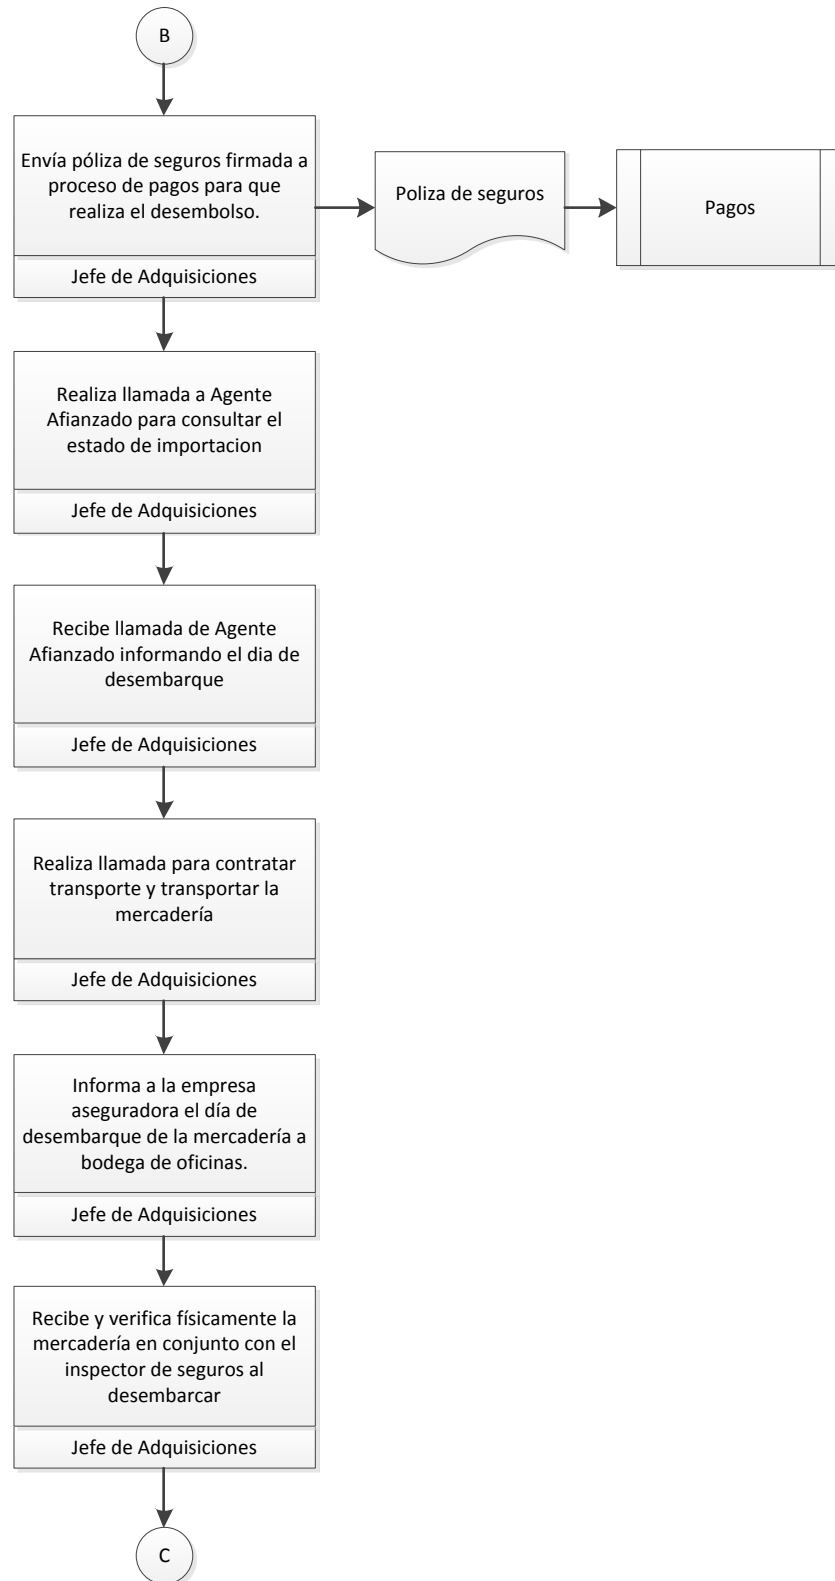 B
Envía póliza de seguros firmada a
proceso de pagos para que
realiza el desembolso.
Jefe de Adquisiciones
Poliza de seguros
Pagos
Realiza llamada a Agente
Afianzado para consultar el
estado de importacion
Jefe de Adquisiciones
Recibe llamada de Agente
Afianzado informando el dia de
desembarque
Jefe de Adquisiciones
Realiza llamada para contratar
transporte y transportar la
mercadería
Jefe de Adquisiciones
Informa a la empresa
aseguradora el día de
desembarque de la mercadería a
bodega de oficinas.
Jefe de Adquisiciones
Recibe y verifica físicamente la
mercadería en conjunto con el
inspector de seguros al
desembarcar
Jefe de Adquisiciones
C